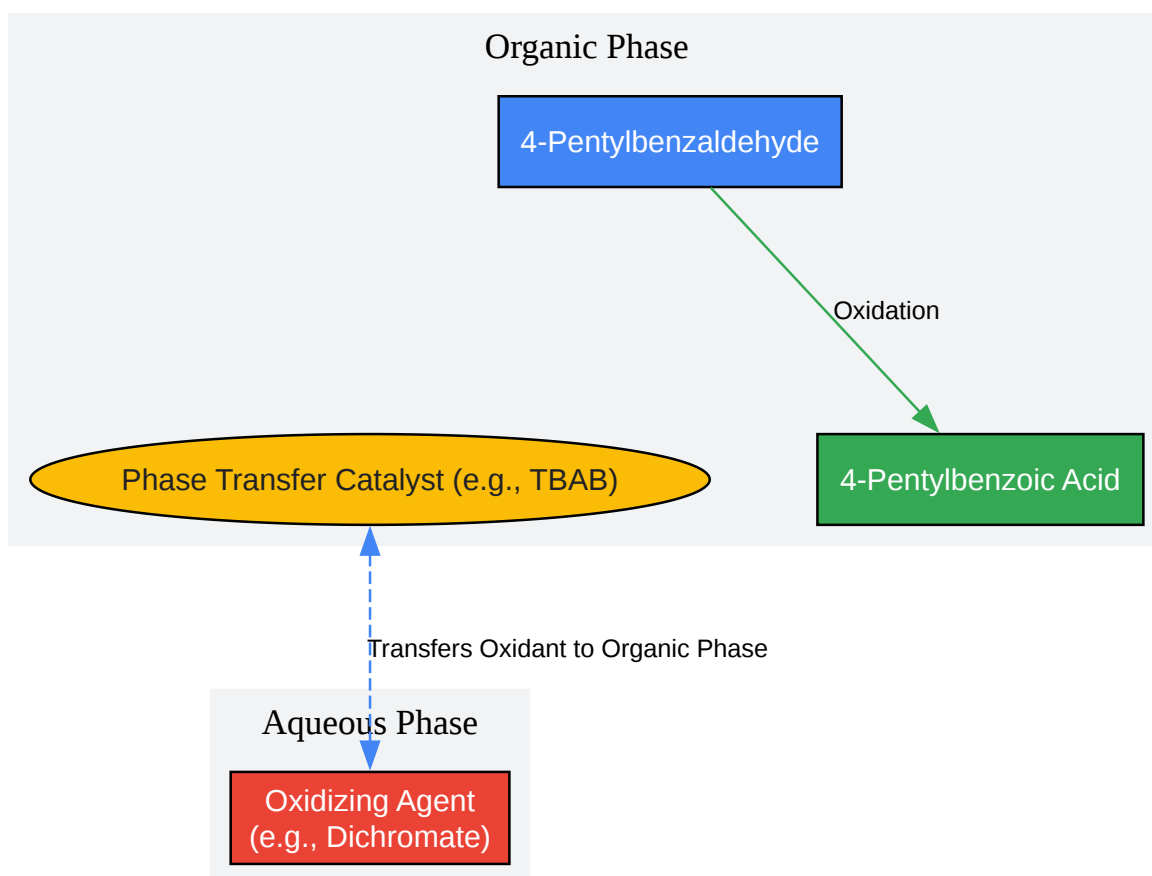 Organic Phase
4-Pentylbenzaldehyde
Oxidation
Phase Transfer Catalyst (e.g., TBAB)
4-Pentylbenzoic Acid
Transfers Oxidant to Organic Phase
Aqueous Phase
Oxidizing Agent
(e.g., Dichromate)